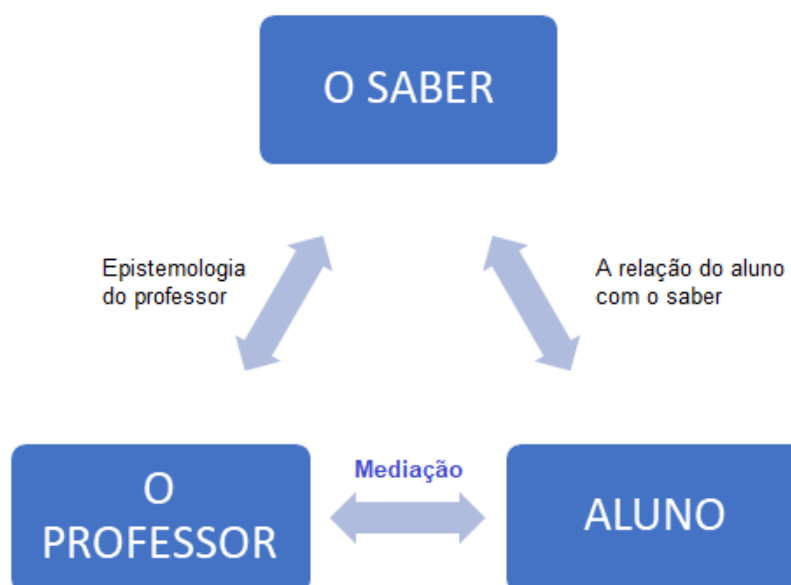 O SABER
Epistemologia
do professor
A relação do aluno
com o saber
Mediação
O
PROFESSOR
ALUNO